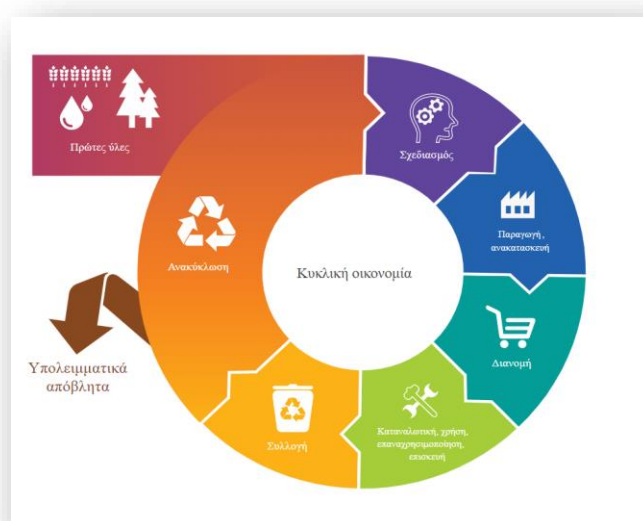 Πρώτες ύλες
Σχεδιασμός
Παραγωγή,
ανακατασκευή
Διανομή
Καταναλωτική, χρήση,
επαναχρησιμοποίηση,
επισκευή
Συλλογή
Ανακύκλωση
Κυκλική οικονομία
Υπολειμματικά
απόβλητα